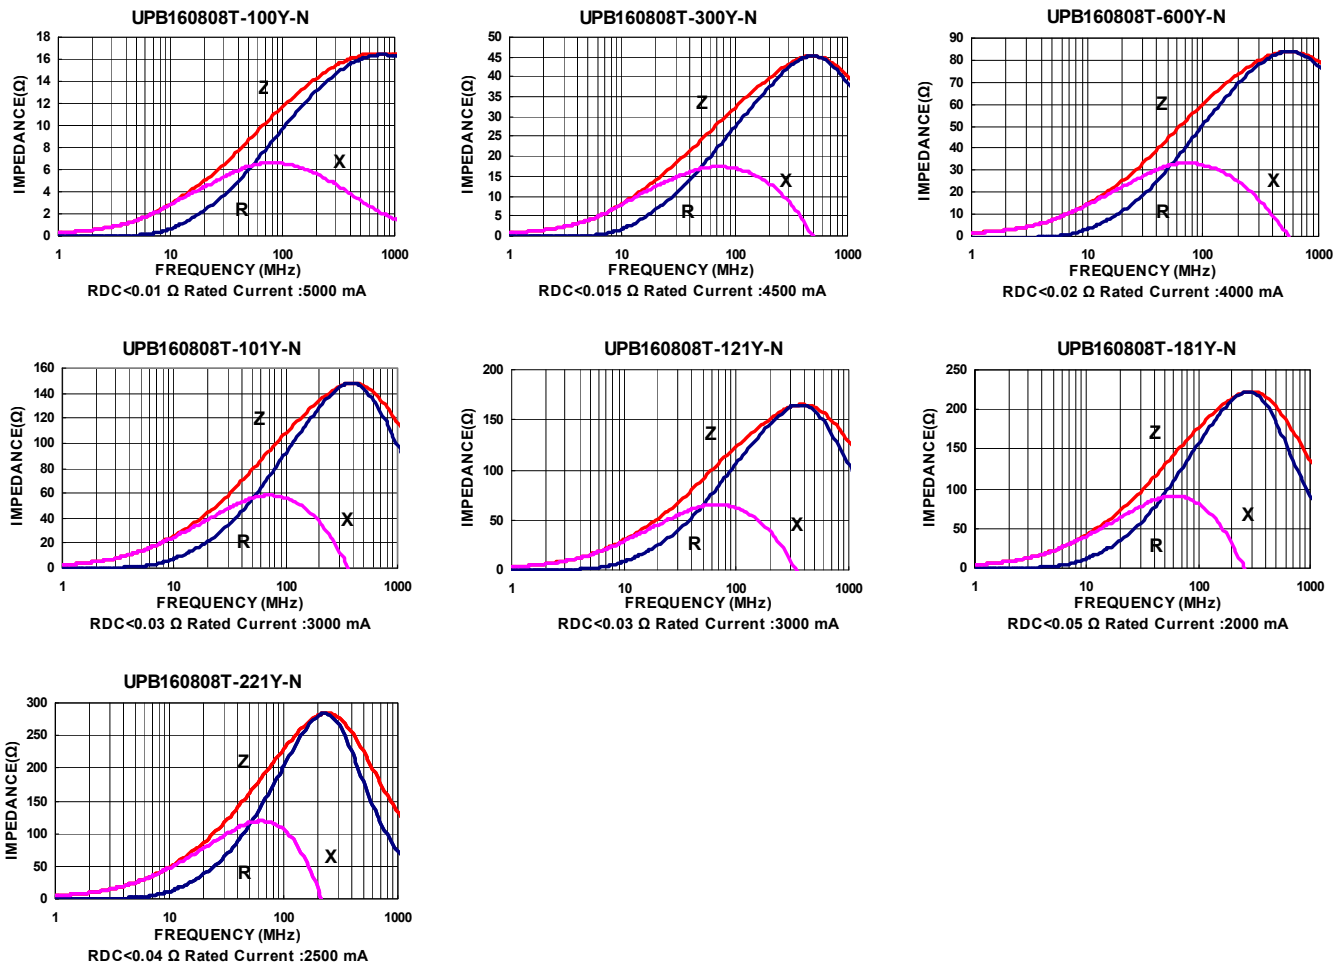 UPB160808T-100Y-N
IMPEDANCE(Ω)
18
16
14
12
10
8
6
4
2
0
Z
X
R
1 10 100 1000
FREQUENCY (MHz)
RDC<0.01 Ω Rated Current :5000 mA
UPB160808T-300Y-N
IMPEDANCE(Ω)
50
45
40
35
30
25
20
15
10
5
0
Z
X
R
1 10 100 1000
FREQUENCY (MHz)
RDC<0.015 Ω Rated Current :4500 mA
UPB160808T-600Y-N
IMPEDANCE(Ω)
90
80
70
60
50
40
30
20
10
0
Z
X
R
1 10 100 1000
FREQUENCY (MHz)
RDC<0.02 Ω Rated Current :4000 mA
UPB160808T-101Y-N
IMPEDANCE(Ω)
160
140
120
100
80
60
40
20
0
Z
X
R
1 10 100 1000
FREQUENCY (MHz)
RDC<0.03 Ω Rated Current :3000 mA
UPB160808T-121Y-N
IMPEDANCE(Ω)
200
150
100
50
0
Z
X
R
1 10 100 1000
FREQUENCY (MHz)
RDC<0.03 Ω Rated Current :3000 mA
UPB160808T-181Y-N
IMPEDANCE(Ω)
250
200
150
100
50
0
Z
X
R
1 10 100 1000
FREQUENCY (MHz)
RDC<0.05 Ω Rated Current :2000 mA
UPB160808T-221Y-N
IMPEDANCE(Ω)
300
250
200
150
100
50
0
Z
X
R
1 10 100 1000
FREQUENCY (MHz)
RDC<0.04 Ω Rated Current :2500 mA